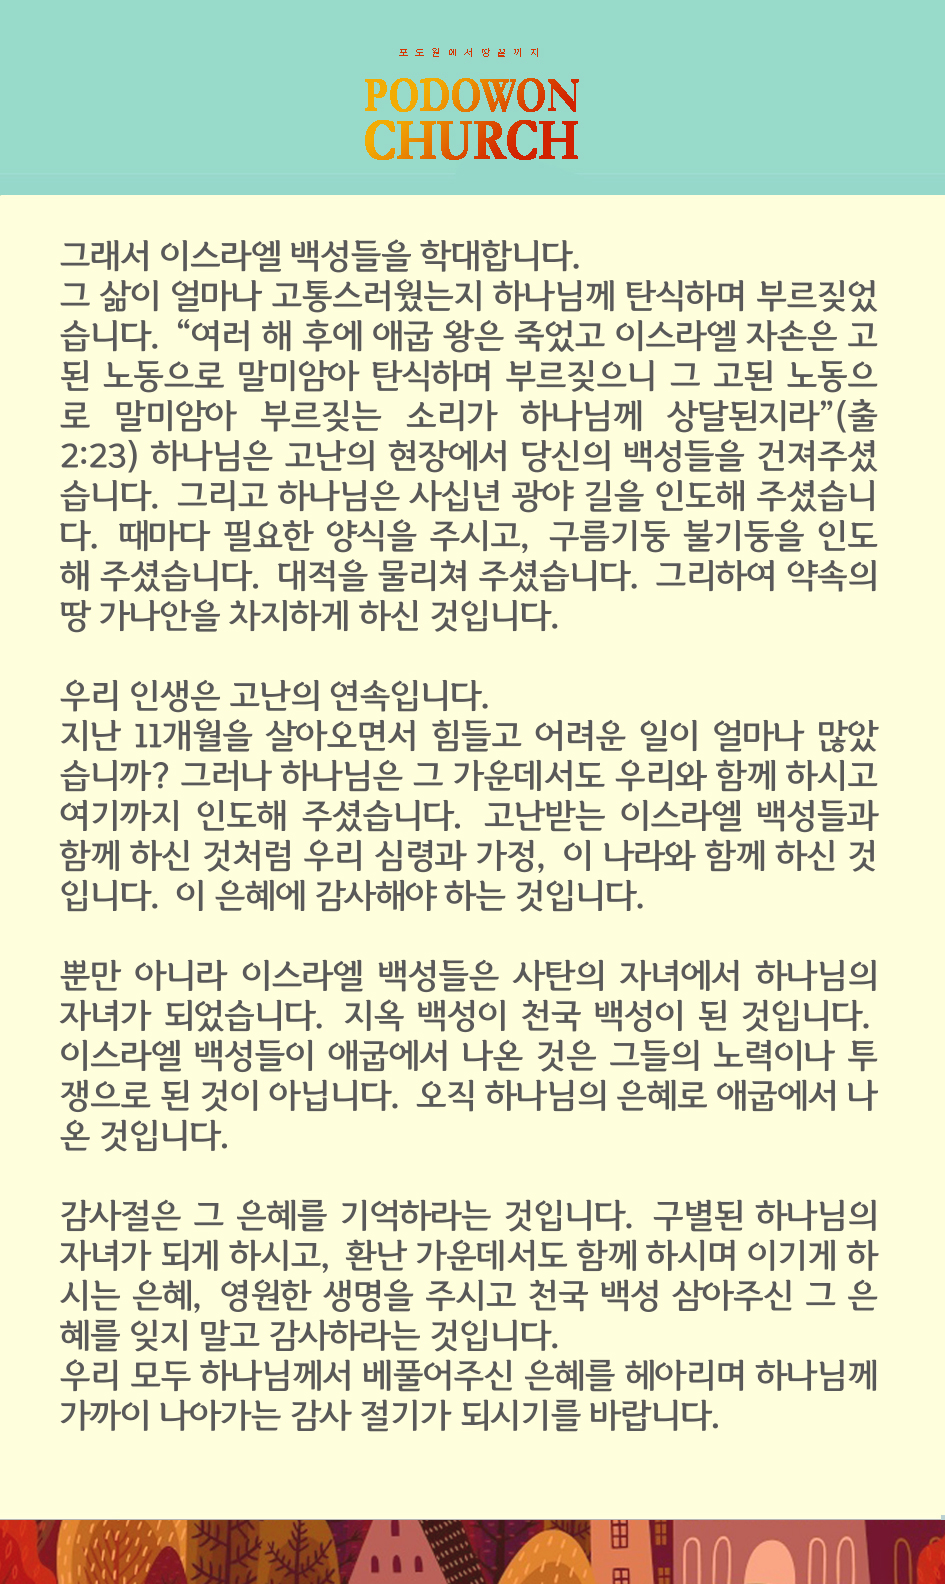 포도원에서땅끝까지
PODOWON
CHURCH
그래서 이스라엘 백성들을 학대합니다.
그 삶이 얼마나 고통스러웠는지 하나님께 탄식하며 부르짖었
습니다. “여러 해 후에 애굽 왕은 죽었고 이스라엘 자손은 고
된 노동으로 말미암아 탄식하며 부르짖으니 그 고된 노동으
로 말미암아 부르짖는 소리가 하나님께 상달된지라”(출
2:23) 하나님은 고난의 현장에서 당신의 백성들을 건져주셨
습니다. 그리고 하나님은 사십년 광야 길을 인도해 주셨습니
다. 때마다 필요한 양식을 주시고, 구름기둥 불기둥을 인도
해 주셨습니다. 대적을 물리쳐 주셨습니다. 그리하여 약속의
땅 가나안을 차지하게 하신 것입니다.
우리 인생은 고난의 연속입니다.
지난 11개월을 살아오면서 힘들고 어려운 일이 얼마나 많았
습니까? 그러나 하나님은 그 가운데서도 우리와 함께 하시고
여기까지 인도해 주셨습니다. 고난받는 이스라엘 백성들과
함께 하신 것처럼 우리 심령과 가정, 이 나라와 함께 하신 것
입니다. 이 은혜에 감사해야 하는 것입니다.
뿐만 아니라 이스라엘 백성들은 사탄의 자녀에서 하나님의
자녀가 되었습니다. 지옥 백성이 천국 백성이 된 것입니다.
이스라엘 백성들이 애굽에서 나온 것은 그들의 노력이나 투
쟁으로 된 것이 아닙니다. 오직 하나님의 은혜로 애굽에서 나
온 것입니다.
감사절은 그 은혜를 기억하라는 것입니다. 구별된 하나님의
자녀가 되게 하시고, 환난 가운데서도 함께 하시며 이기게 하
시는 은혜, 영원한 생명을 주시고 천국 백성 삼아주신 그 은
혜를 잊지 말고 감사하라는 것입니다.
우리 모두 하나님께서 베풀어주신 은혜를 헤아리며 하나님께
가까이 나아가는 감사 절기가 되시기를 바랍니다.